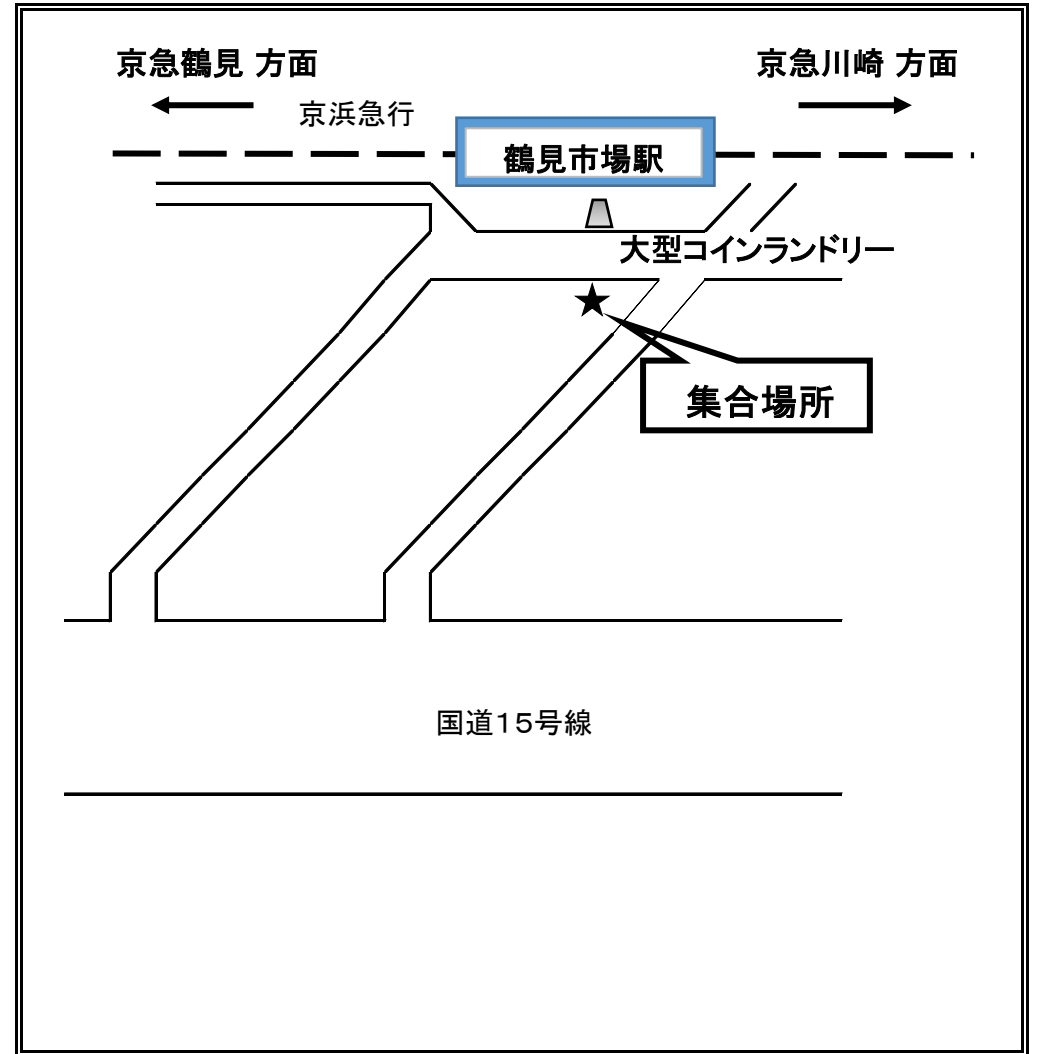 京急鶴見 方面
京急川崎 方面
京浜急行
鶴見市場駅
大型コインランドリー
集合場所
国道15号線